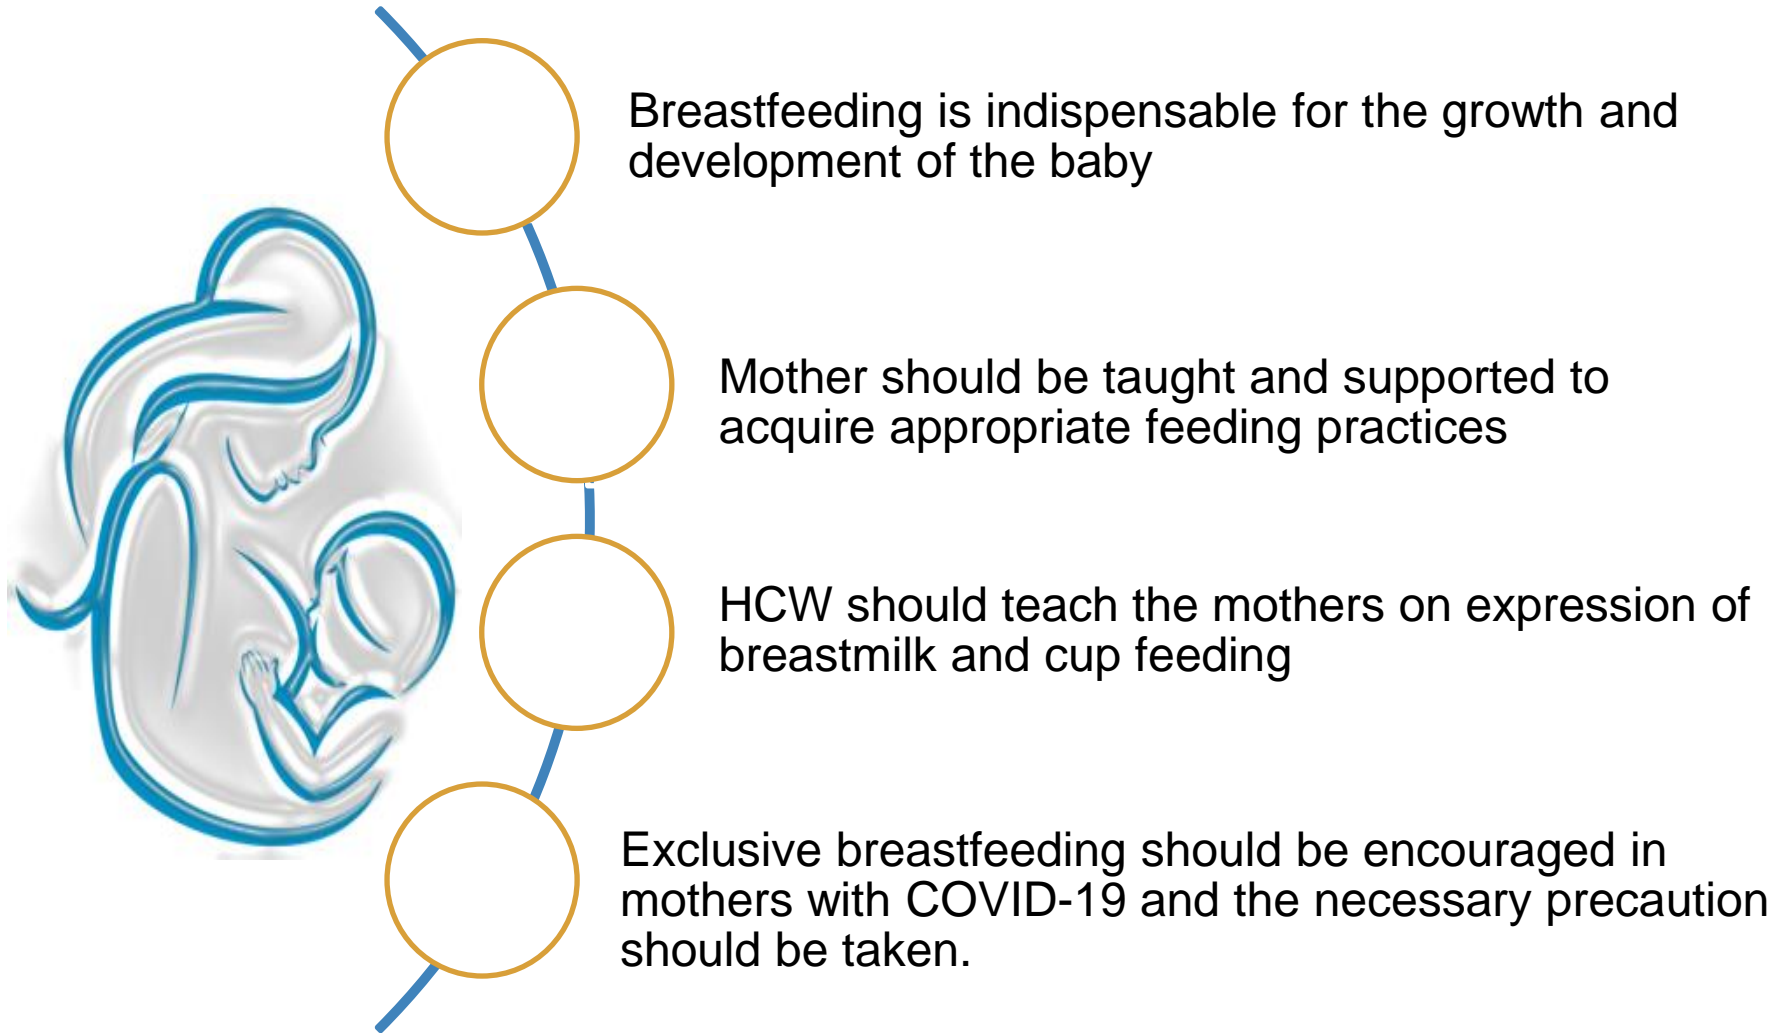 Breastfeeding is indispensable for the growth and
development of the baby
Mother should be taught and supported to
acquire appropriate feeding practices
HCW should teach the mothers on expression of
breastmilk and cup feeding
Exclusive breastfeeding should be encouraged in
mothers with COVID-19 and the necessary precaution
should be taken.